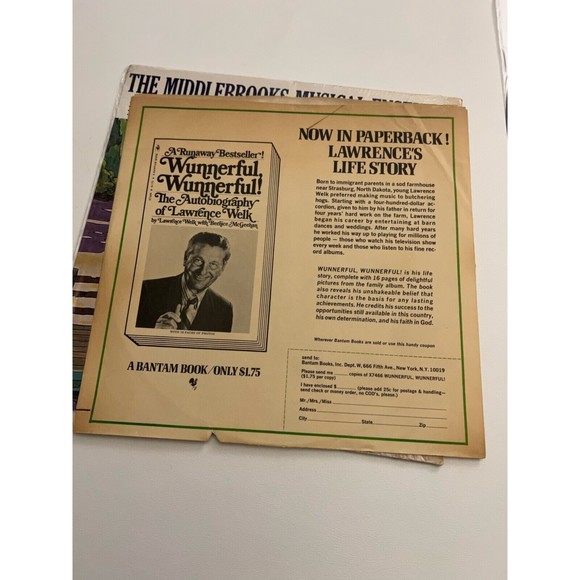 THE MIDDLEBROOKS MUSICAL
A Runaway Bestseller!
Wunnerful,
Wunnerful!
The Autobiography
of Lawrence Welk
by Lawrence Welk with Bernice McGeehan
A BANTAM BOOK/ONLY $1.75
NOW IN PAPERBACK!
LAWRENCE'S
LIFE STORY
Born to immigrant parents in a sod farmhouse
near Strasburg, North Dakota, young Lawrence
Welk preferred making music to butchering
hogs. Starting with a four-hundred-dollar ac-
cordion, given to him by his father in return for
four years' hard work on the farm, Lawrence
began his career by entertaining at barn
dances and weddings. After many hard years
he worked his way up to playing for millions of
people — those who watch his television show
every week and those who listen to his fine rec-
ord albums.
WUNNERFUL, WUNNERFUL! is his life
story, complete with 16 pages of delightful
pictures from the family album. The book
also reveals his unshakeable belief that
character is the basis for any lasting
achievements. He credits his success to the
opportunities still available in this country,
his own determination, and his faith in God.
Wherever Bantam Books are sold or use this handy coupon
send to:
Bantam Books, Inc. Dept. W, 666 Fifth Ave., New York, N.Y. 10019
Please send me ____ copies of X7466 WUNNERFUL, WUNNERFUL!
($1.75 per copy)
I have enclosed $____ (please add 25c for postage & handling—
send check or money order, no COD's, please.)
Mr./Mrs./Miss
Address
City State Zip